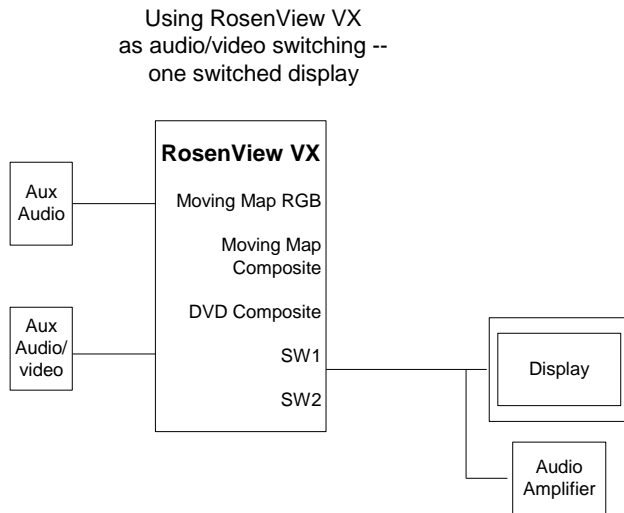 Using RosenView VX
as audio/video switching --
one switched display
RosenView VX
Aux
Audio
Moving Map RGB
Moving Map
Composite
DVD Composite
Aux
Audio/
video
SW1
SW2
Display
Audio
Amplifier